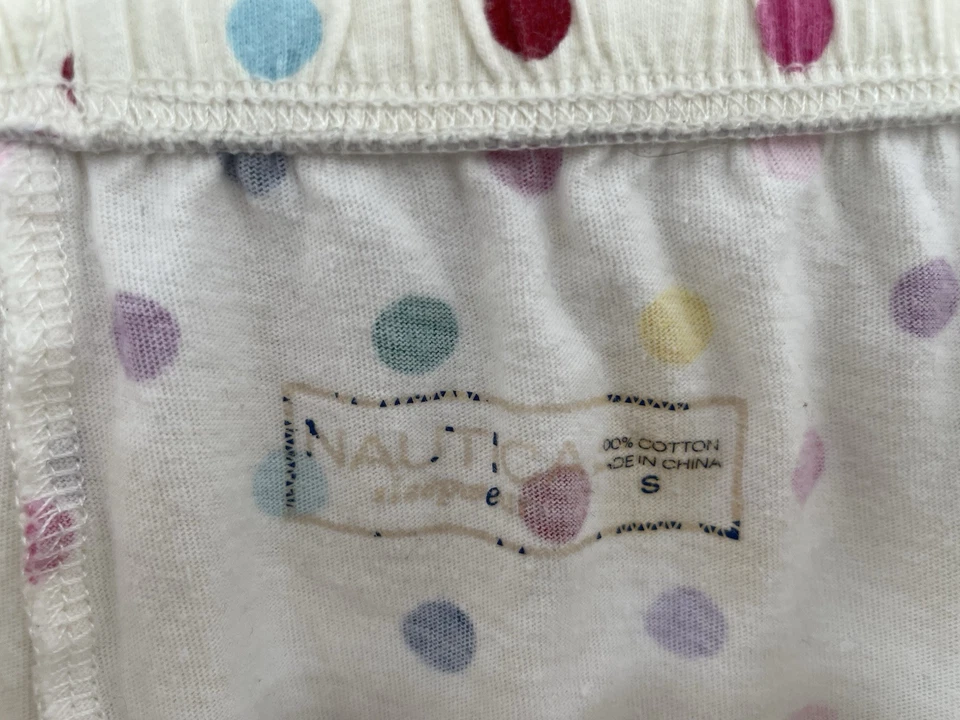 NAUTICA
00% COTTON
ADE IN CHINA
S